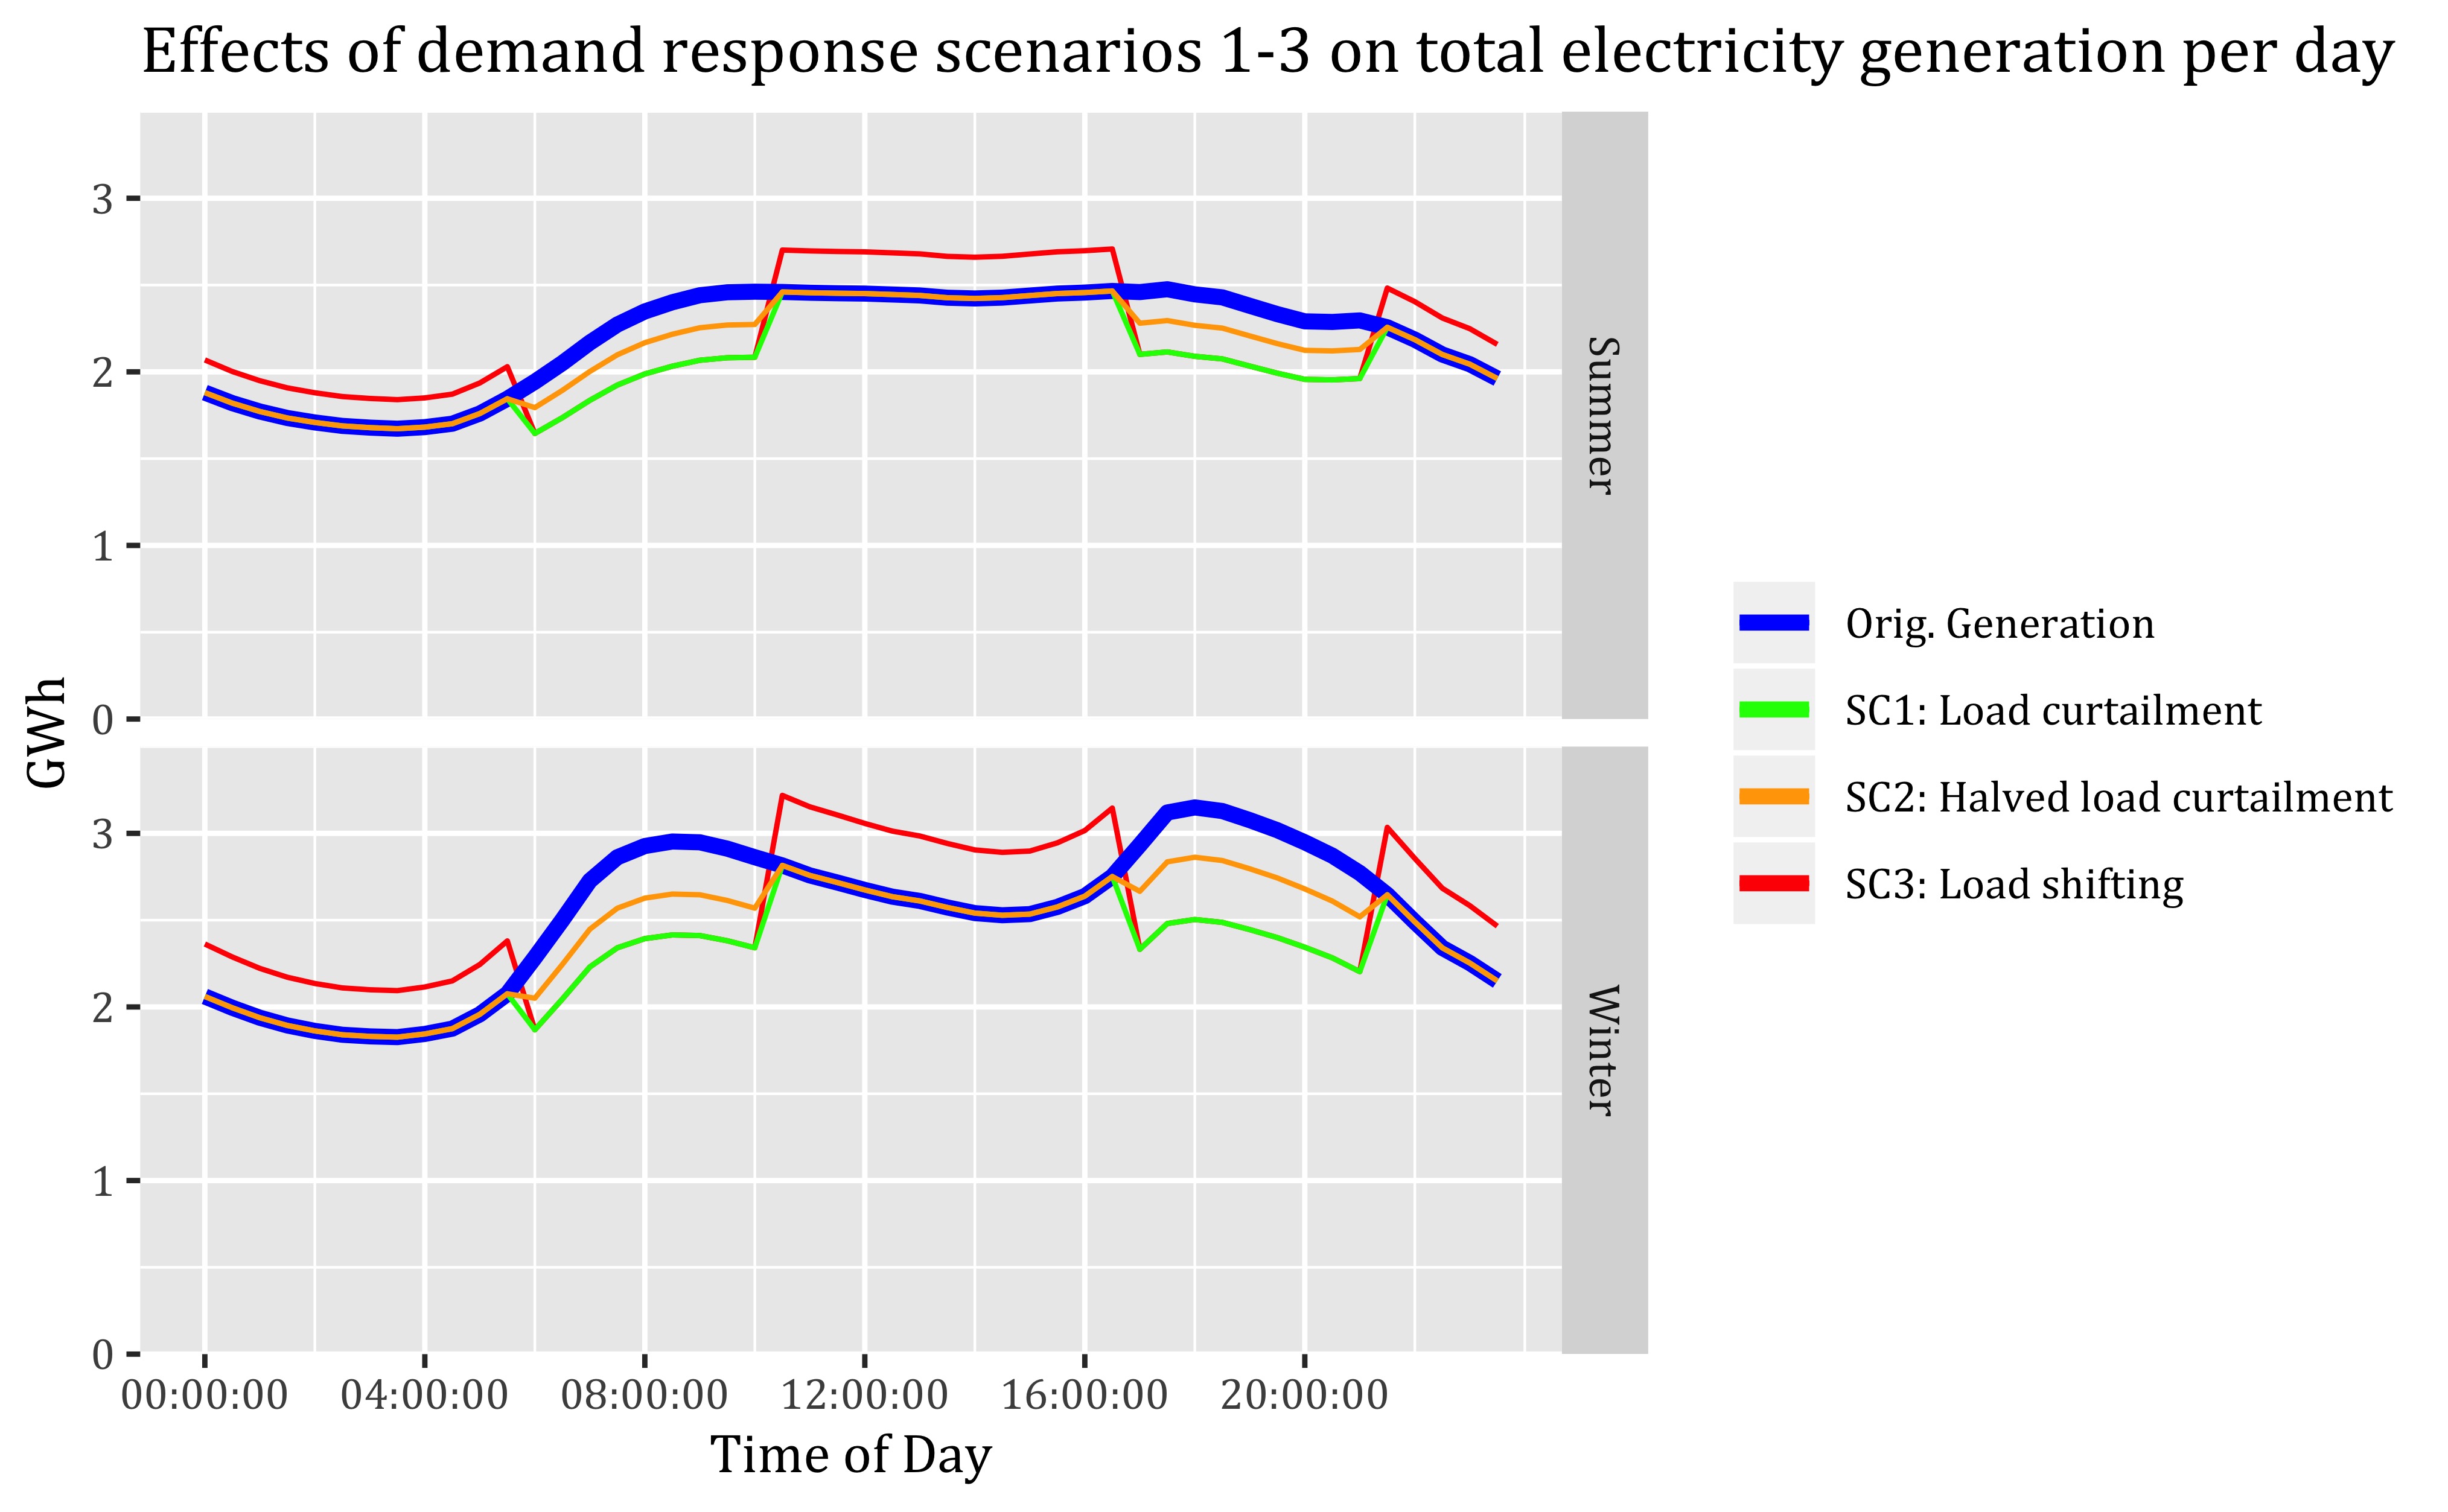 Effects of demand response scenarios 1-3 on total electricity generation per day
3
2
1
0
Summer
GWh
3
2
1
0
Winter
00:00:00 04:00:00 08:00:00 12:00:00 16:00:00 20:00:00
Time of Day
Orig. Generation
SC1: Load curtailment
SC2: Halved load curtailment
SC3: Load shifting